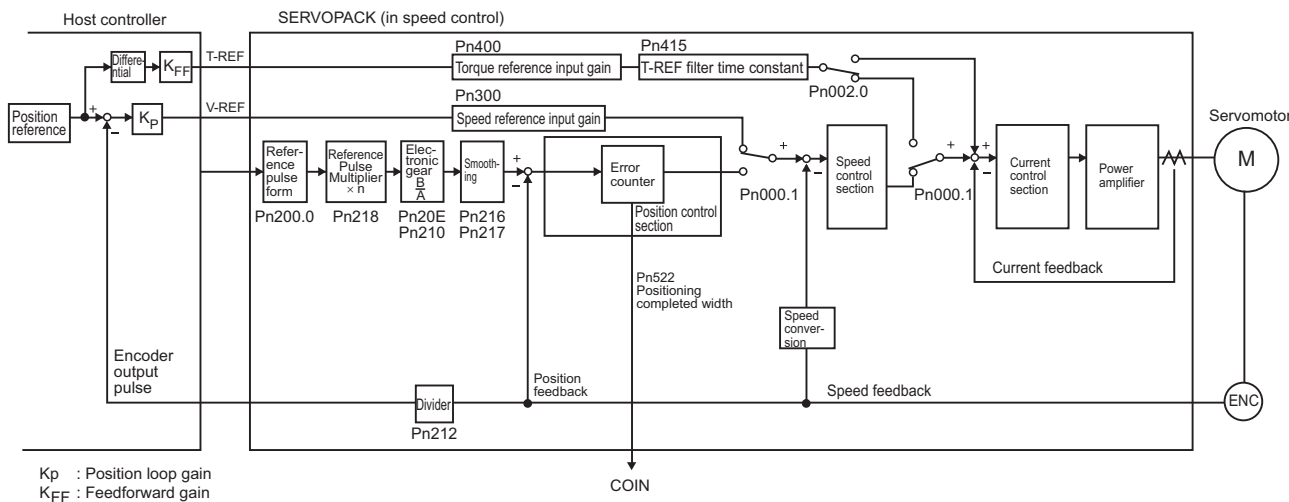 Host controller
SERVOPACK (in speed control)
Differe-
ntial
KFF
T-REF
Pn400
Torque reference input gain
Pn415
T-REF filter time constant
Pn002.0
Position
reference
+
–
KP
V-REF
Pn300
Speed reference input gain
Servomotor
M
Refer-
ence
pulse
form
Pn200.0
Reference
Pulse
Multiplier
× n
Pn218
Elec-
tronic
gear
B
A
Pn20E
Pn210
Smooth-
ing
Pn216
Pn217
+
–
Error
counter
Position control
section
Pn000.1
+
–
Speed
control
section
Pn000.1
+
+
–
Current
control
section
Power
amplifier
Current feedback
Pn522
Positioning
completed width
Speed
conver-
sion
Encoder
output
pulse
Position
feedback
Speed feedback
Divider
Pn212
ENC
Kp : Position loop gain
KFF : Feedforward gain
COIN